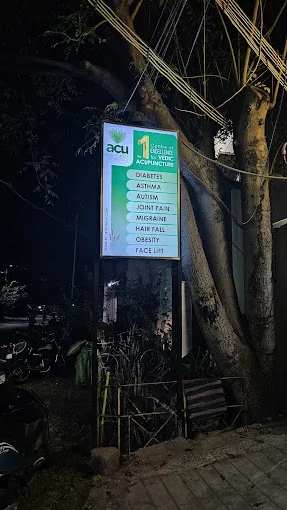 acu
No.1
Centre of
EXCELLENCE
for VEDIC
ACUPUNCTURE
DIABETES
ASTHMA
AUTISM
JOINT PAIN
MIGRAINE
HAIR FALL
OBESITY
FACE LIFT